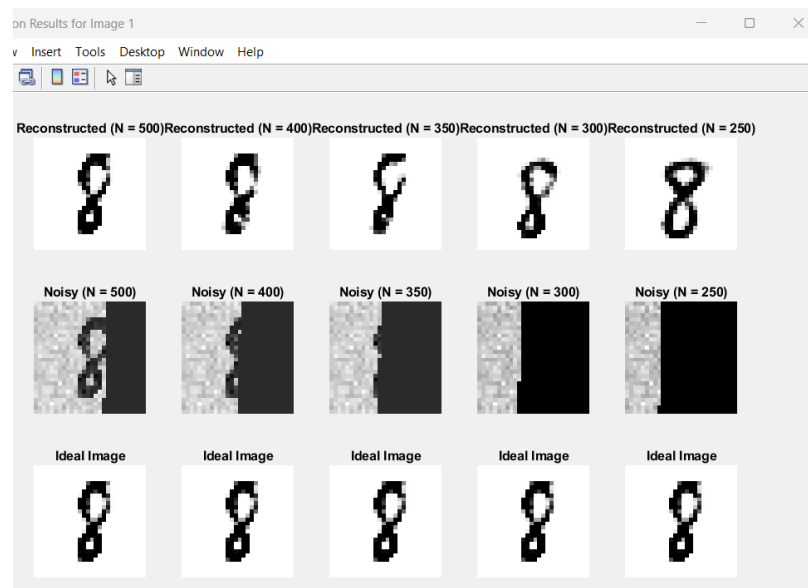 on Results for Image 1
Insert Tools Desktop Window Help
Reconstructed (N = 500)Reconstructed (N = 400)Reconstructed (N = 350)Reconstructed (N = 300)Reconstructed (N = 250)
Noisy (N = 500) Noisy (N = 400) Noisy (N = 350) Noisy (N = 300) Noisy (N = 250)
Ideal Image Ideal Image Ideal Image Ideal Image Ideal Image